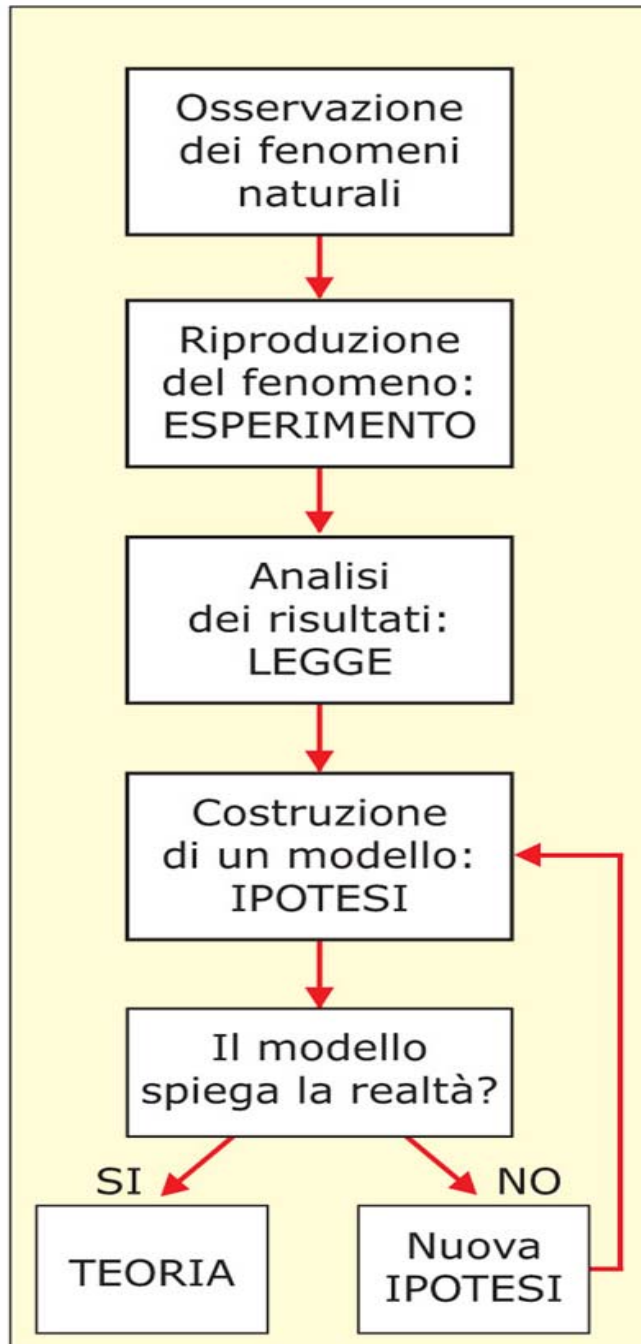 Osservazione
dei fenomeni
naturali
Riproduzione
del fenomeno:
ESPERIMENTO
Analisi
dei risultati:
LEGGE
Costruzione
di un modello:
IPOTESI
Il modello
spiega la realtà?
SI
NO
TEORIA
Nuova
IPOTESI